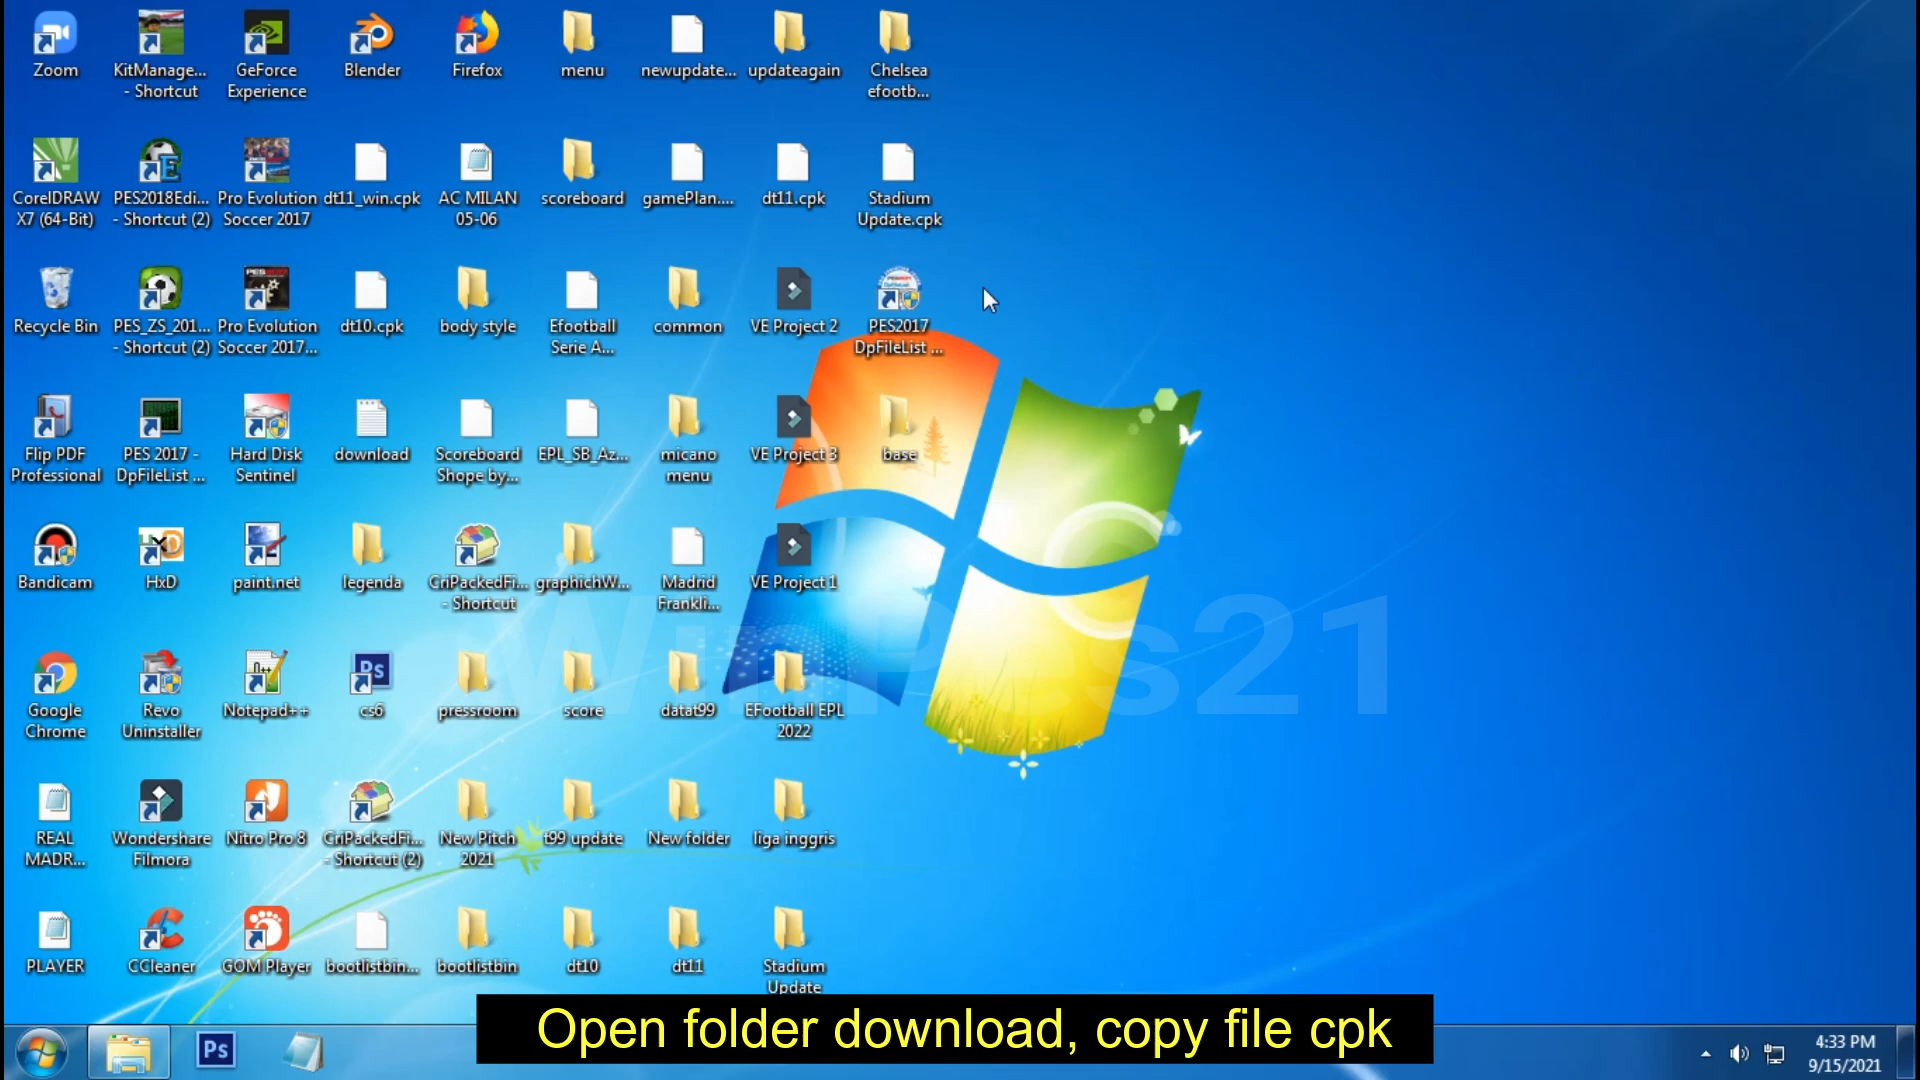 Zoom
KitManage...
- Shortcut
GeForce
Experience
Blender
Firefox
menu
newupdate...
updateagain
Chelsea
efootb...
CorelDRAW
X7 (64-Bit)
PES2018Edi...
- Shortcut (2)
Pro Evolution
Soccer 2017
dt11_win.cpk
AC MILAN
05-06
scoreboard
gamePlan....
dt11.cpk
Stadium
Update.cpk
Recycle Bin
PES_ZS_201...
- Shortcut (2)
Pro Evolution
Soccer 2017...
dt10.cpk
body style
Efootball
Serie A...
common
VE Project 2
PES2017
DpFileList ...
Flip PDF
Professional
PES 2017 -
DpFileList ...
Hard Disk
Sentinel
download
Scoreboard
Shope by...
EPL_SB_Az...
micano
menu
VE Project 3
base
Bandicam
HxD
paint.net
legenda
CriPackedFi...
- Shortcut
graphichW...
Madrid
Frankli...
VE Project 1
WinPes21
Google
Chrome
Revo
Uninstaller
Notepad++
Ps
cs6
pressroom
score
datat99
EFootball EPL
2022
REAL
MADR...
Wondershare
Filmora
Nitro Pro 8
CriPackedFi...
- Shortcut (2)
New Pitch
2021
t99 update
New folder
liga inggris
PLAYER
CCleaner
GOM Player
bootlistbin...
bootlistbin
dt10
dt11
Stadium
Update
Open folder download, copy file cpk
Ps
4:33 PM
9/15/2021